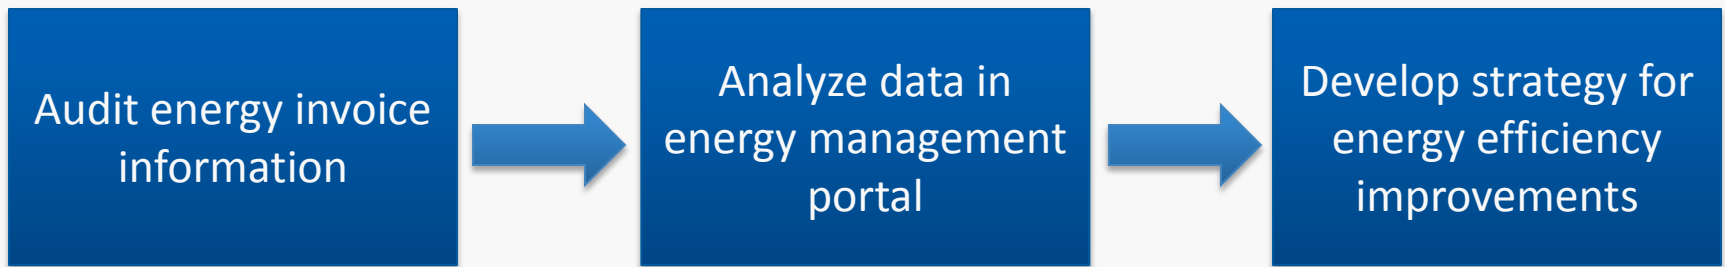 Audit energy invoice
information
Analyze data in
energy management
portal
Develop strategy for
energy efficiency
improvements